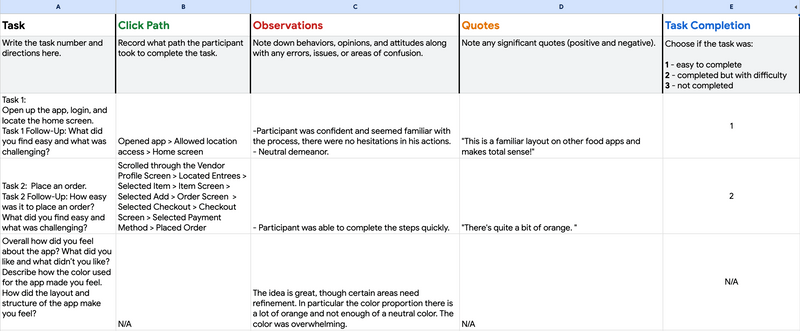 A B C D E
Task
Click Path
Observations
Quotes
Task Completion
Write the task number and
directions here.
Record what path the participant
took to complete the task.
Note down behaviors, opinions, and attitudes along
with any errors, issues, or areas of confusion.
Note any significant quotes (positive and negative).
Choose if the task was:
1 - easy to complete
2 - completed but with difficulty
3 - not completed
Task 1:
Open up the app, login, and
locate the home screen.
Task 1 Follow-Up: What did
you find easy and what was
challenging?
Opened app > Allowed location
access > Home screen
-Participant was confident and seemed familiar with
the process, there were no hesitations in his actions.
- Neutral demeanor.
"This is a familiar layout on other food apps and
makes total sense!"
1
Task 2: Place an order.
Task 2 Follow-Up: How easy
was it to place an order?
What did you find easy and
what was challenging?
Scrolled through the Vendor
Profile Screen > Located Entrees >
Selected Item > Item Screen >
Selected Add > Order Screen >
Selected Checkout > Checkout
Screen > Selected Payment
Method > Placed Order
- Participant was able to complete the steps quickly.
"There's quite a bit of orange. "
2
Overall how did you feel
about the app? What did you
like and what didn't you like?
Describe how the color used
for the app made you feel.
How did the layout and
structure of the app make
you feel?
N/A
The idea is great, though certain areas need
refinement. In particular the color proportion there is
a lot of orange and not enough of a neutral color. The
color was overwhelming.
N/A
N/A